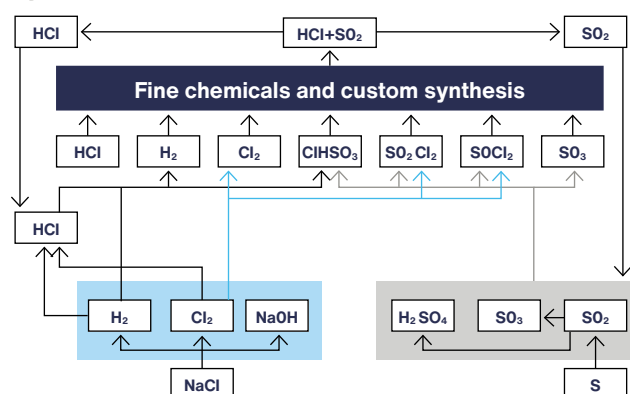 HCl
HCl+SO₂
SO₂
Fine chemicals and custom synthesis
HCl
H₂
Cl₂
ClHSO₃
SO₂Cl₂
SOCl₂
SO₃
HCl
H₂
Cl₂
NaOH
H₂SO₄
SO₃
SO₂
NaCl
S